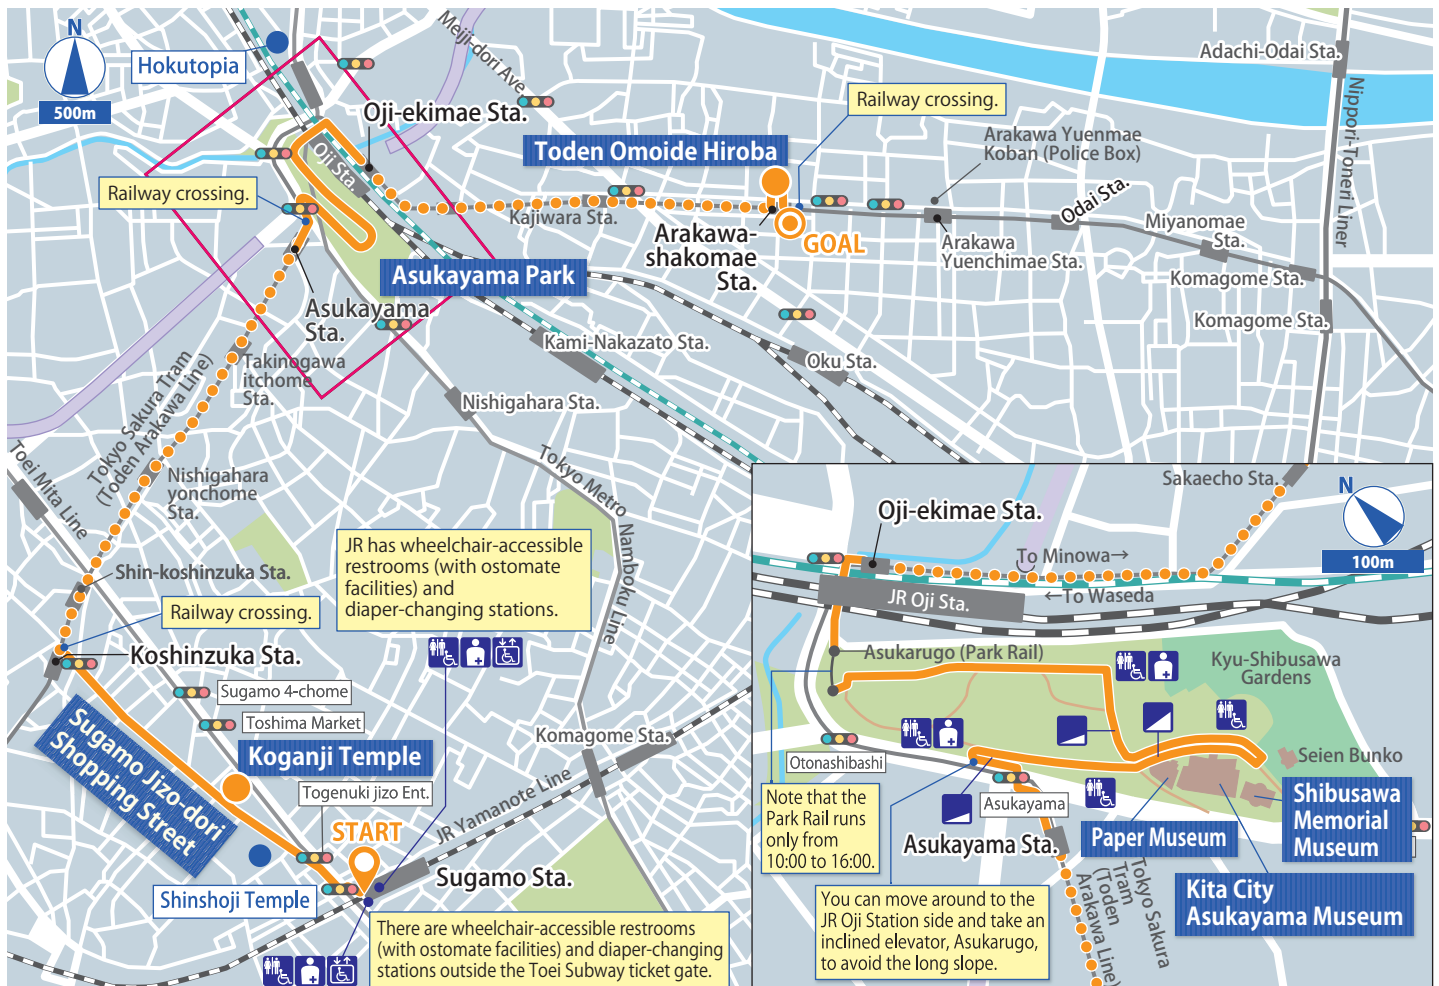 N
500m
Hokutopia
Meiji-dori Ave.
Oji-ekimae Sta.
Oji Sta.
Railway crossing.
Toden Omoide Hiroba
Railway crossing.
Arakawa Yuenmae
Koban (Police Box)
Adachi-Odai Sta.
Nippori-Toneri Liner
Kajiwara Sta.
Arakawa-
shakomae
Sta.
GOAL
Arakawa
Yuenchimae Sta.
Odai Sta.
Miyanomae
Sta.
Komagome Sta.
Komagome Sta.
Asukayama Park
Asukayama
Sta.
Kami-Nakazato Sta.
Oku Sta.
Takinogawa
itchome
Sta.
Nishigahara Sta.
Tokyo Sakura Tram
(Toden Arakawa Line)
Toei Mita Line
Nishigahara
yonchome
Sta.
Tokyo Metro Namboku Line
Shin-koshinzuka Sta.
Railway crossing.
Koshinzuka Sta.
JR has wheelchair-accessible
restrooms (with ostomate
facilities) and
diaper-changing stations.
Sugamo 4-chome
Toshima Market
Sugamo Jizo-dori
Shopping Street
Koganji Temple
Togenuki jizo Ent.
START
Komagome Sta.
JR Yamanote Line
Sugamo Sta.
Shinshoji Temple
There are wheelchair-accessible restrooms
(with ostomate facilities) and diaper-changing
stations outside the Toei Subway ticket gate.
Sakaecho Sta.
N
100m
Oji-ekimae Sta.
To Minowa→
←To Waseda
JR Oji Sta.
Asukarugo (Park Rail)
Kyu-Shibusawa
Gardens
Otonashibashi
Seien Bunko
Note that the
Park Rail runs
only from
10:00 to 16:00.
Asukayama
Asukayama Sta.
Paper Museum
Shibusawa
Memorial
Museum
Kita City
Asukayama Museum
You can move around to the
JR Oji Station side and take an
inclined elevator, Asukarugo,
to avoid the long slope.
Tokyo Sakura
Tram
(Toden
Arakawa Line)